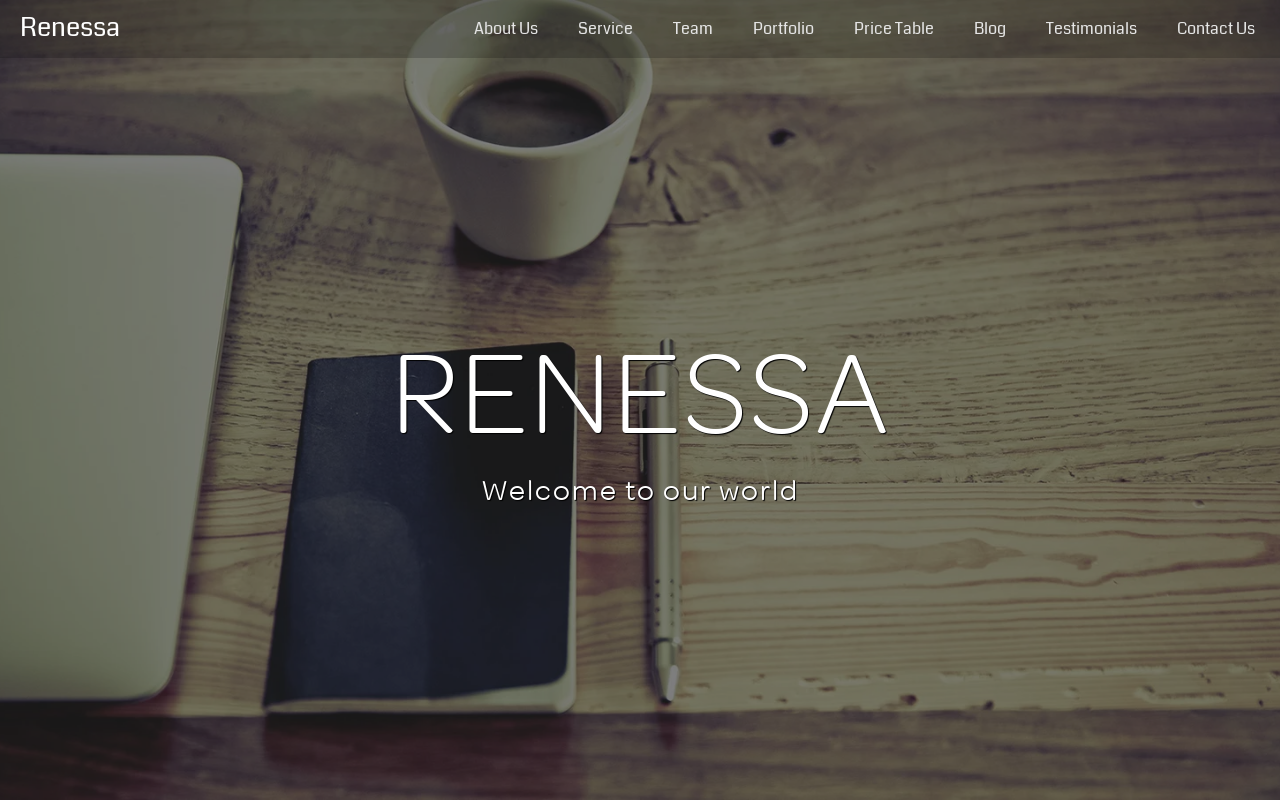 Renessa
About Us Service Team Portfolio Price Table Blog Testimonials Contact Us
RENESSA
Welcome to our world